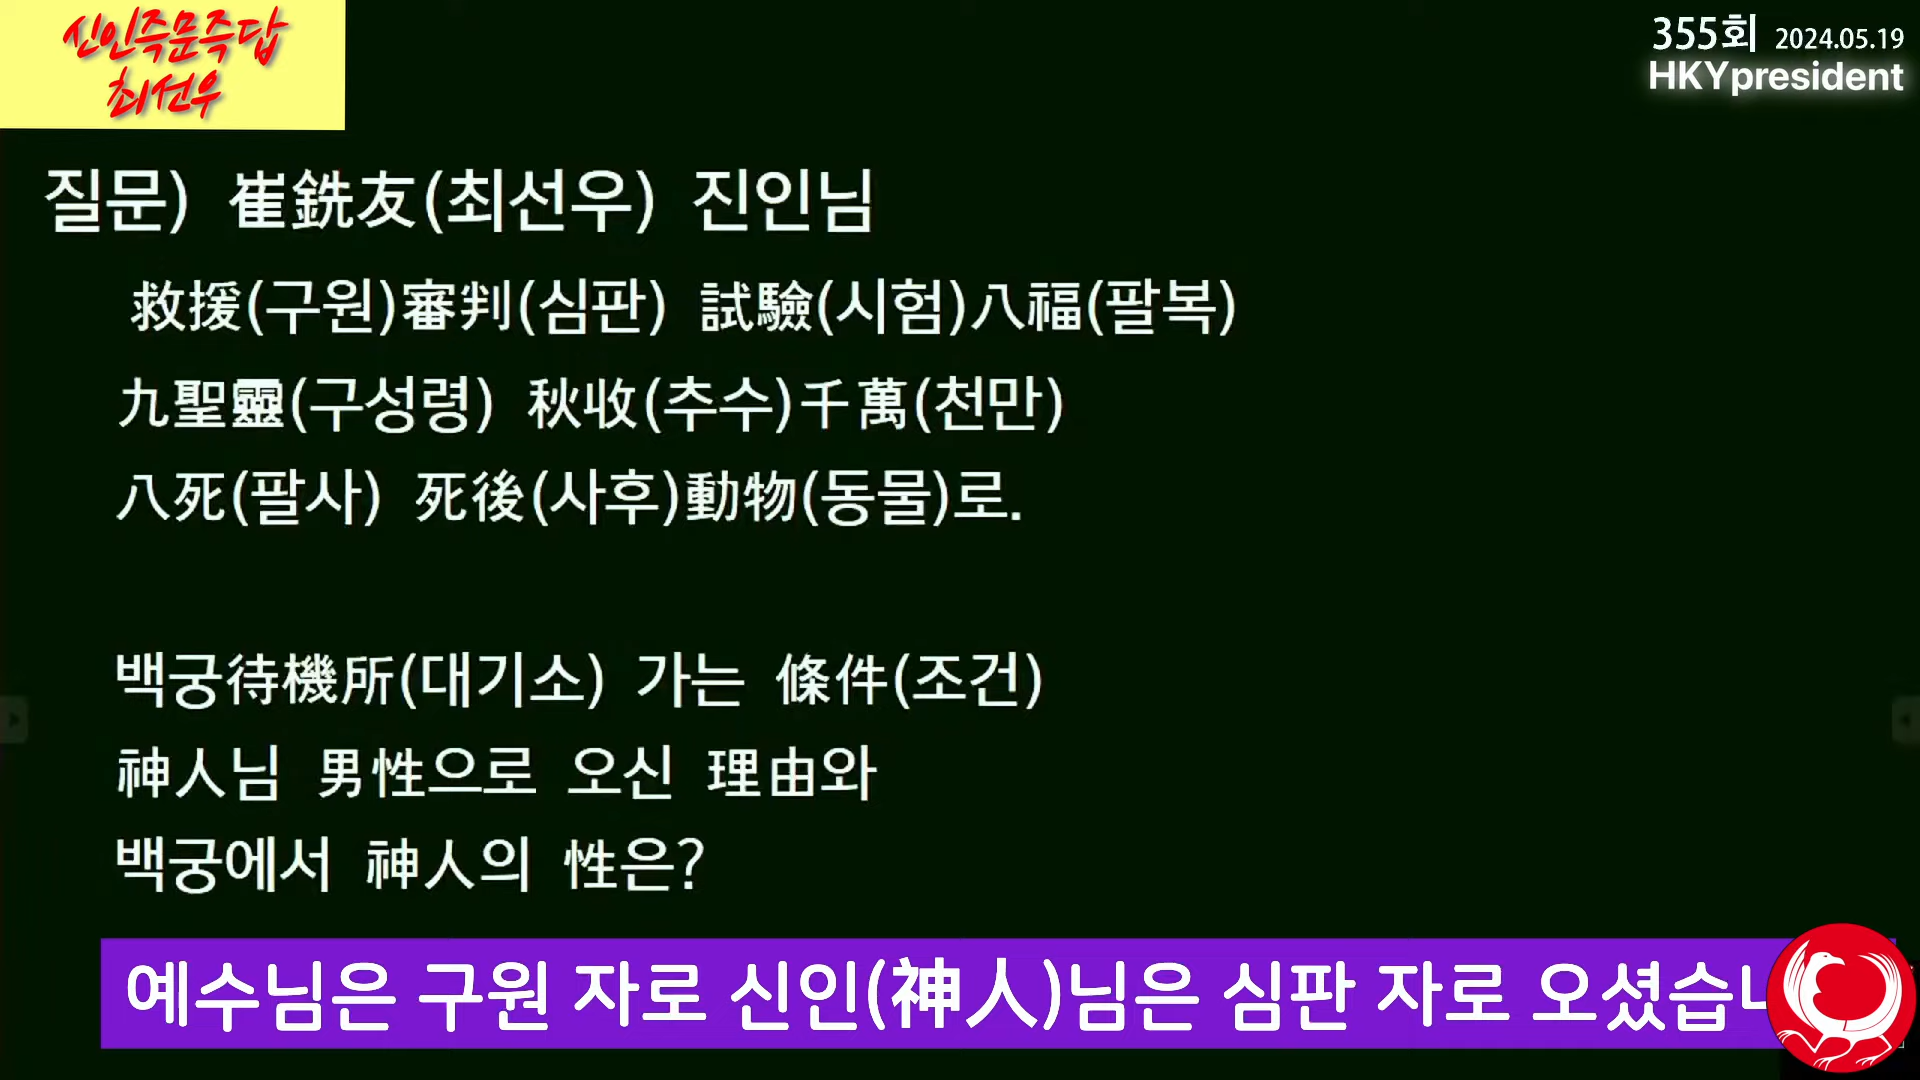 신인즉문즉답
최선우
355회 2024.05.19
HKYpresident
질문) 崔銑友(최선우) 진인님
救援(구원)審判(심판) 試驗(시험)八福(팔복)
九聖靈(구성령) 秋收(추수)千萬(천만)
八死(팔사) 死後(사후)動物(동물)로.
백궁待機所(대기소) 가는 條件(조건)
神人님 男性으로 오신 理由와
백궁에서 神人의 性은?
예수님은 구원 자로 신인(神人)님은 심판 자로 오셨습